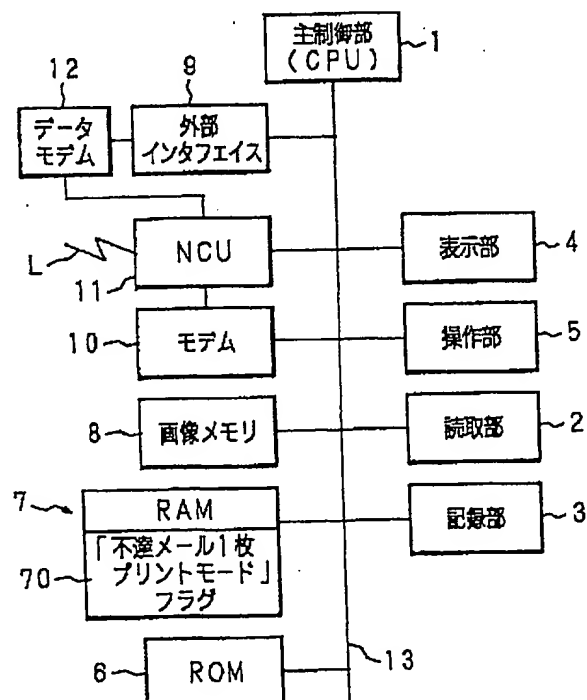 主制御部
(CPU)
1
12
9
データ
モデム
外部
インタフェイス
L
NCU
11
表示部
4
10
モデム
操作部
5
8
画像メモリ
読取部
2
7
RAM
記録部
3
70
「不達メール1枚
プリントモード」
フラグ
6
ROM
13